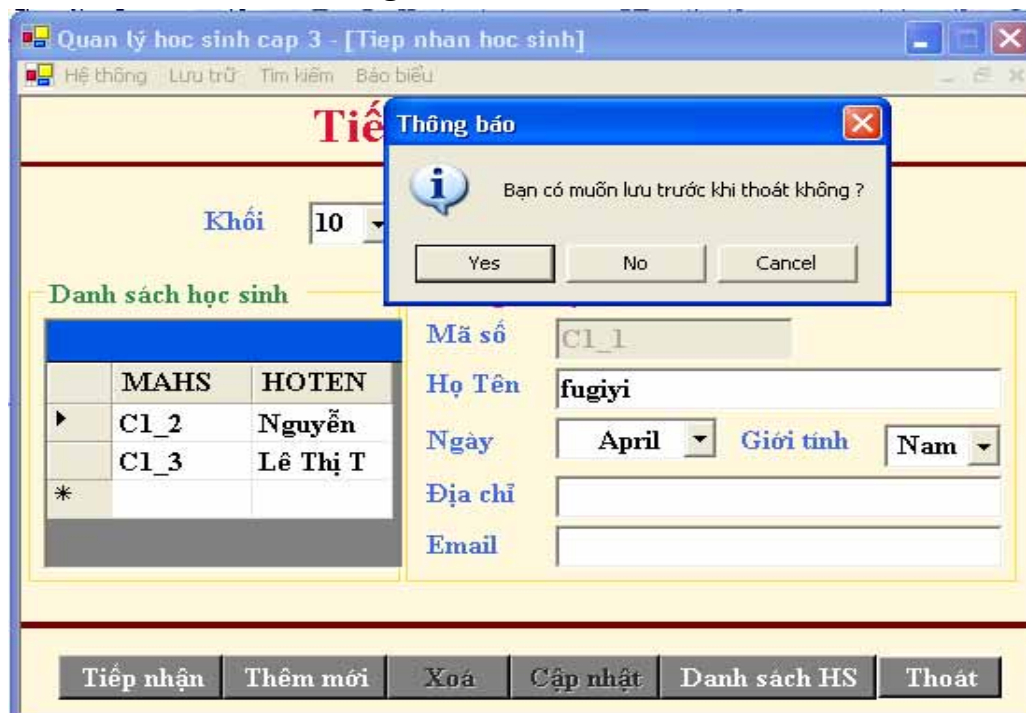 Quan lý hoc sinh cap 3 - [Tiep nhan hoc sinh]
Hệ thông Lưu trữ Tìm kiếm Báo biểu
Tiế
Thông báo
Bạn có muốn lưu trước khi thoát không ?
Yes No Cancel
Khối 10
Danh sách học sinh
MAHS HOTEN
C1_2 Nguyễn
C1_3 Lê Thị T
Mã số C1_1
Họ Tên fugiyi
Ngày April Giới tính Nam
Địa chỉ
Email
Tiếp nhận Thêm mới Xoá Cập nhật Danh sách HS Thoát